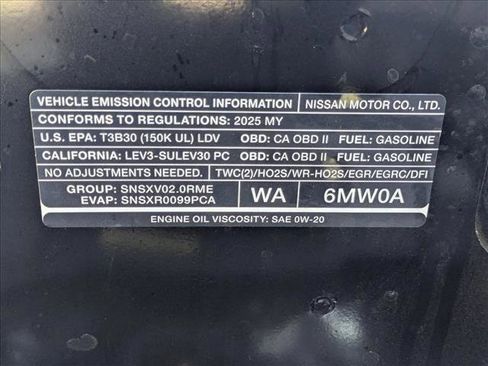 VEHICLE EMISSION CONTROL INFORMATION NISSAN MOTOR CO., LTD.
CONFORMS TO REGULATIONS: 2025 MY
U.S. EPA: T3B30 (150K UL) LDV OBD: CA OBD II FUEL: GASOLINE
CALIFORNIA: LEV3-SULEV30 PC OBD: CA OBD II FUEL: GASOLINE
NO ADJUSTMENTS NEEDED. TWC(2)/HO2S/WR-HO2S/EGR/EGRC/DFI
GROUP: SNSXV02.0RME
EVAP: SNSXR0099PCA
WA 6MW0A
ENGINE OIL VISCOSITY: SAE 0W-20